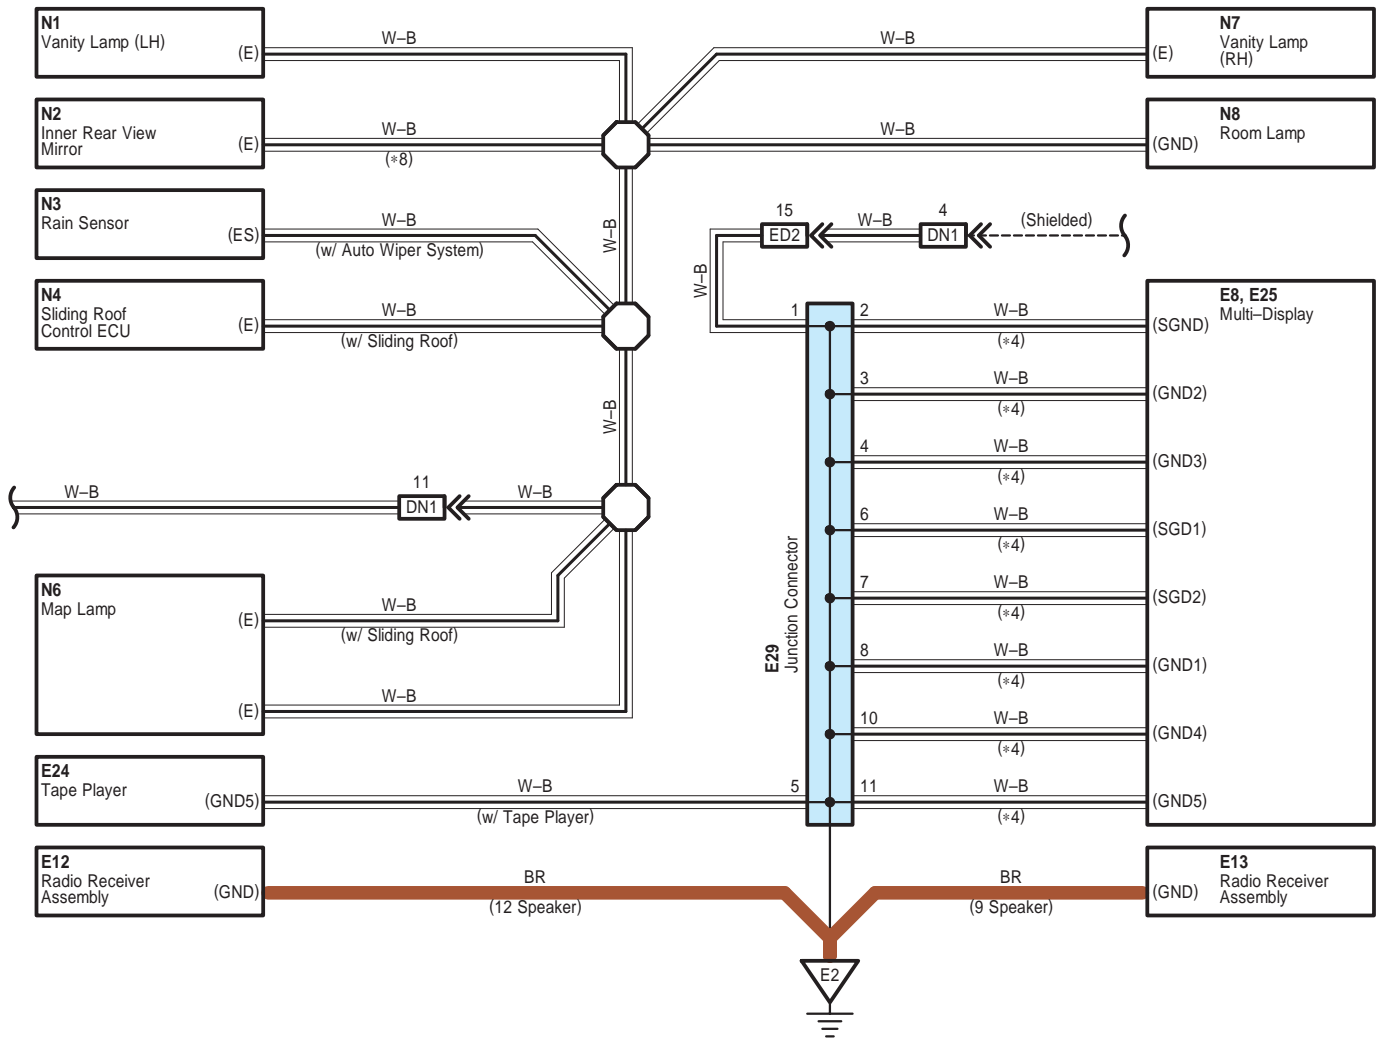 N1
Vanity Lamp (LH)
(E)
W–B
W–B
N7
Vanity Lamp
(RH)
(E)
N2
Inner Rear View
Mirror
(E)
W–B
(∗8)
W–B
N8
Room Lamp
(GND)
N3
Rain Sensor
(ES)
W–B
(w/ Auto Wiper System)
W–B
15
ED2
W–B
4
DN1
(Shielded)
W–B
N4
Sliding Roof
Control ECU
(E)
W–B
(w/ Sliding Roof)
W–B
E8, E25
Multi–Display
1
2
W–B
(∗4)
(SGND)
3
W–B
(∗4)
(GND2)
4
W–B
(∗4)
(GND3)
6
W–B
(∗4)
(SGD1)
7
W–B
(∗4)
(SGD2)
8
W–B
(∗4)
(GND1)
10
W–B
(∗4)
(GND4)
5
11
W–B
(∗4)
(GND5)
E29
Junction Connector
W–B
11
DN1
W–B
N6
Map Lamp
(E)
W–B
(w/ Sliding Roof)
W–B
(E)
E24
Tape Player
(GND5)
W–B
(w/ Tape Player)
E12
Radio Receiver
Assembly
(GND)
BR
(12 Speaker)
BR
(9 Speaker)
E13
Radio Receiver
Assembly
(GND)
E2